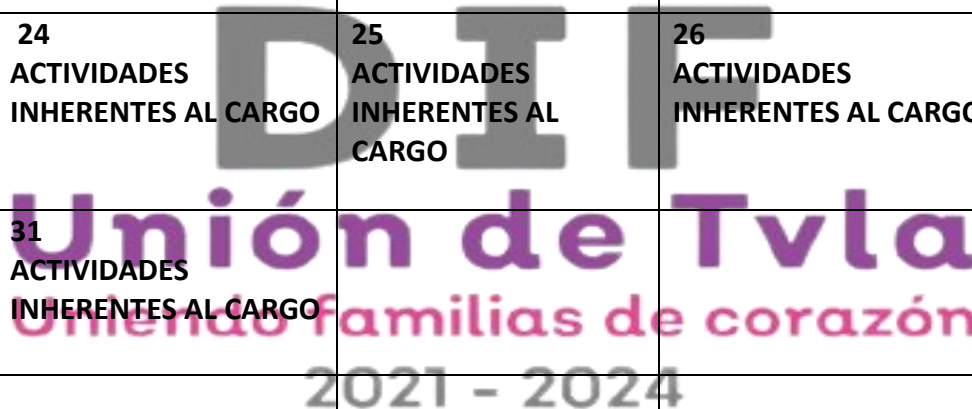 24
ACTIVIDADES
INHERENTES AL CARGO
25
ACTIVIDADES
INHERENTES AL
CARGO
26
ACTIVIDADES
INHERENTES AL CARGO
31
ACTIVIDADES
INHERENTES AL CARGO
DIF
Unión de Tvla
Uniendo familias de corazón
2021 - 2024